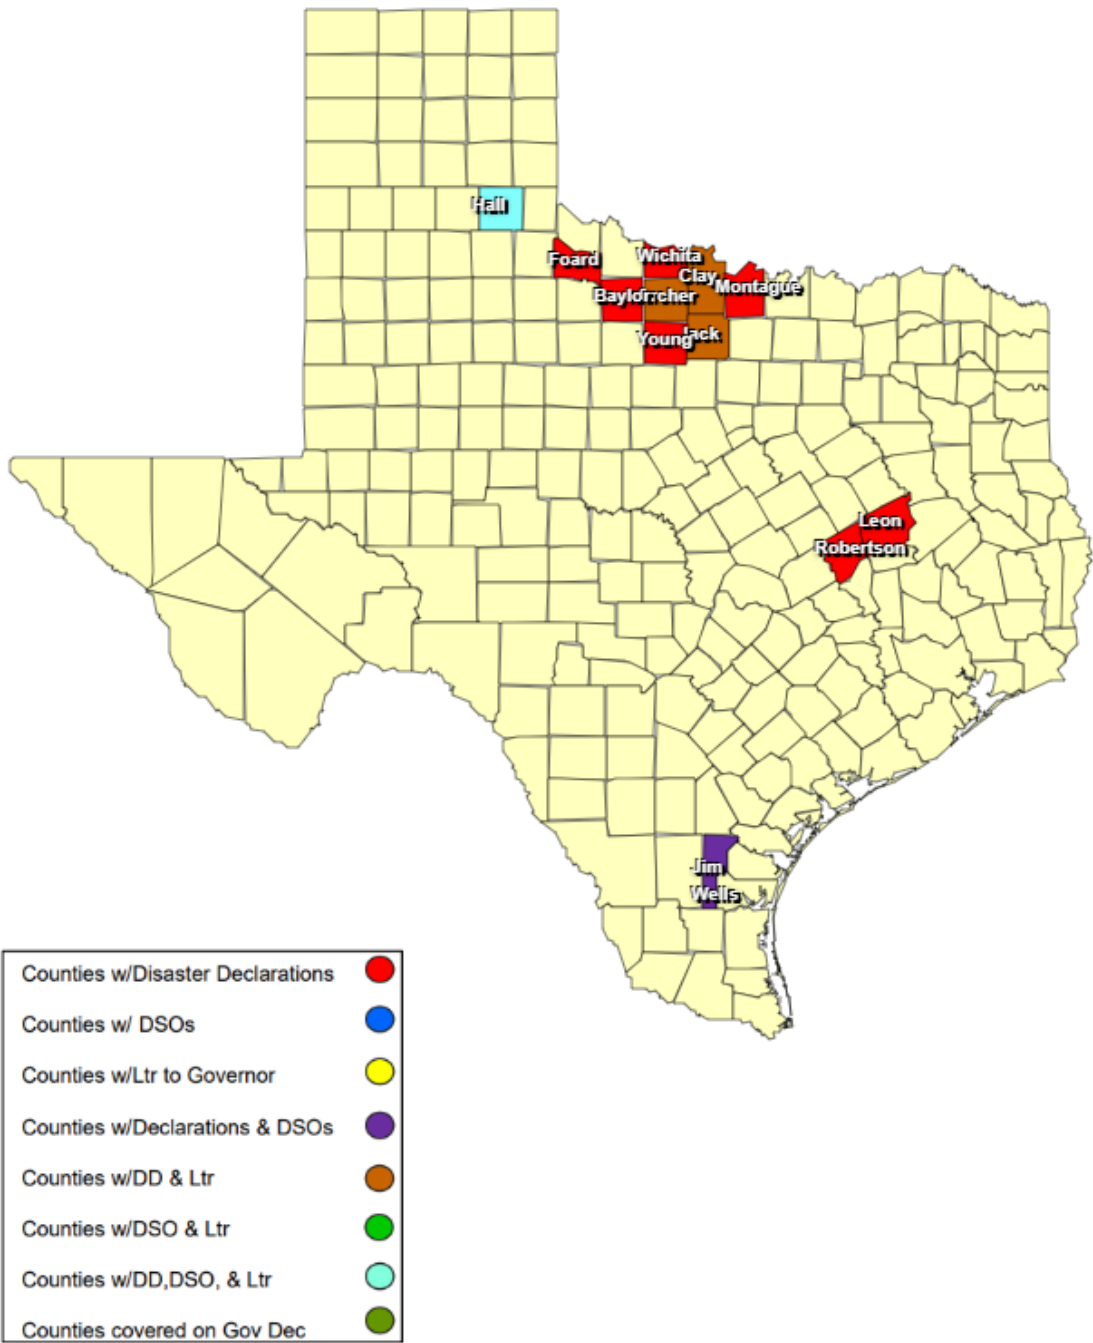 Hall
Foard
Wichita
Clay
Montague
Baylor
rcher
Young
Jack
Leon
Robertson
Jim
Wells
Counties w/Disaster Declarations
Counties w/ DSOs
Counties w/Ltr to Governor
Counties w/Declarations & DSOs
Counties w/DD & Ltr
Counties w/DSO & Ltr
Counties w/DD,DSO, & Ltr
Counties covered on Gov Dec